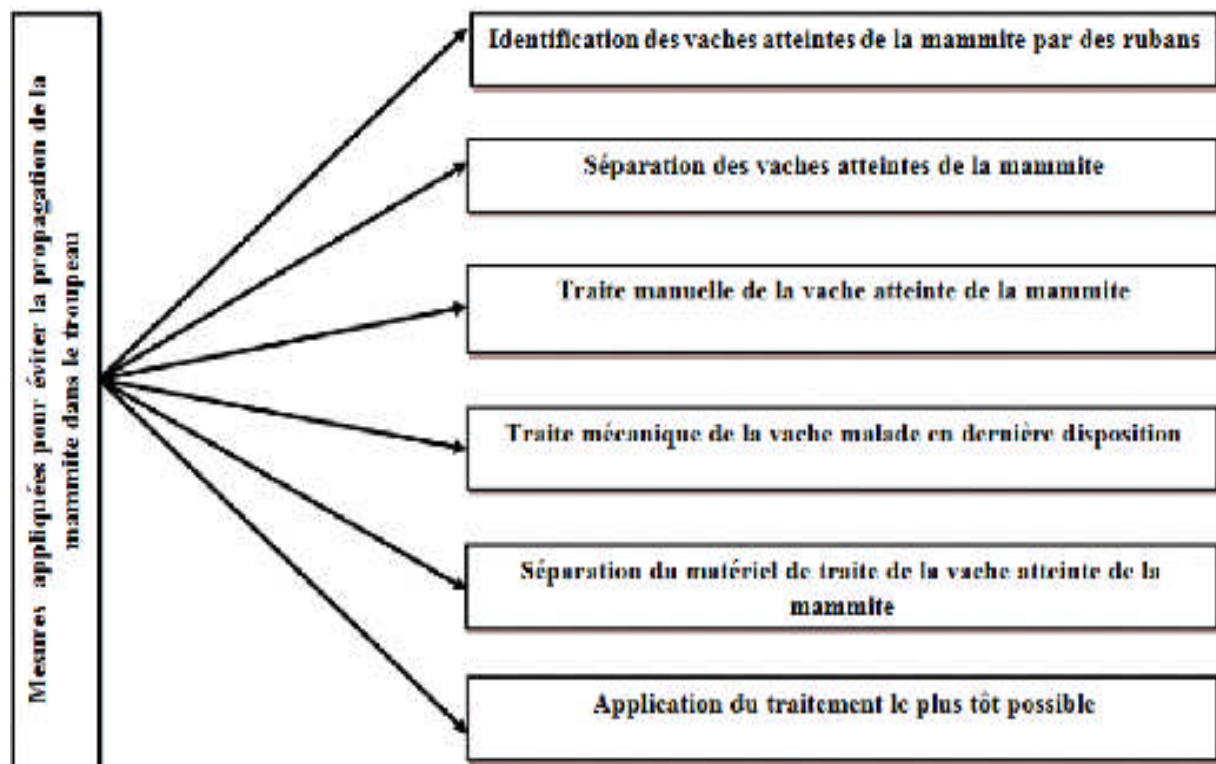 Mesures appliquées pour éviter la propagation de la
mammite dans le troupeau
Identification des vaches atteintes de la mammite par des rubans
Séparation des vaches atteintes de la mammite
Traite manuelle de la vache atteinte de la mammite
Traite mécanique de la vache malade en dernière disposition
Séparation du matériel de traite de la vache atteinte de la
mammite
Application du traitement le plus tôt possible